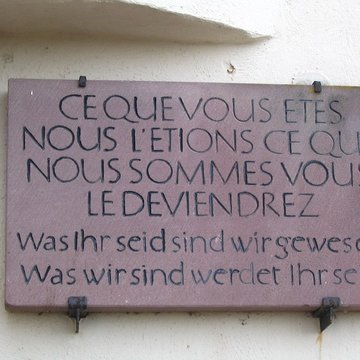 CE QUE VOUS ETES
NOUS L'ETIONS CE QUE
NOUS SOMMES VOUS
LE DEVIENDREZ
Was Ihr seid sind wir gewes
Was wir sind werdet Ihr se